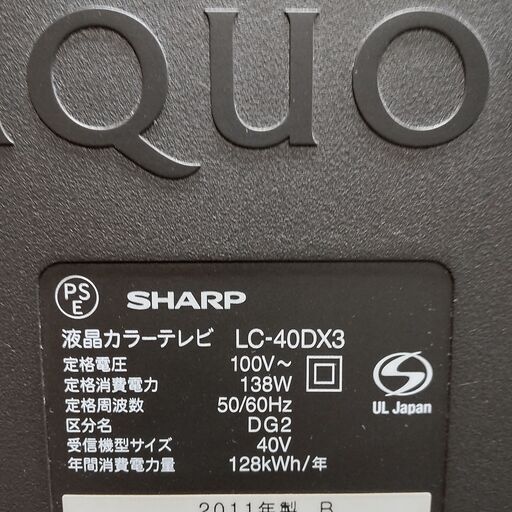 AQUO
PS
E
SHARP
液晶カラーテレビ LC-40DX3
定格電圧 100V~
定格消費電力 138W
定格周波数 50/60Hz
区分名 DG2
受信機型サイズ 40V
年間消費電力量 128kWh/年
S
UL Japan
2011年製 B